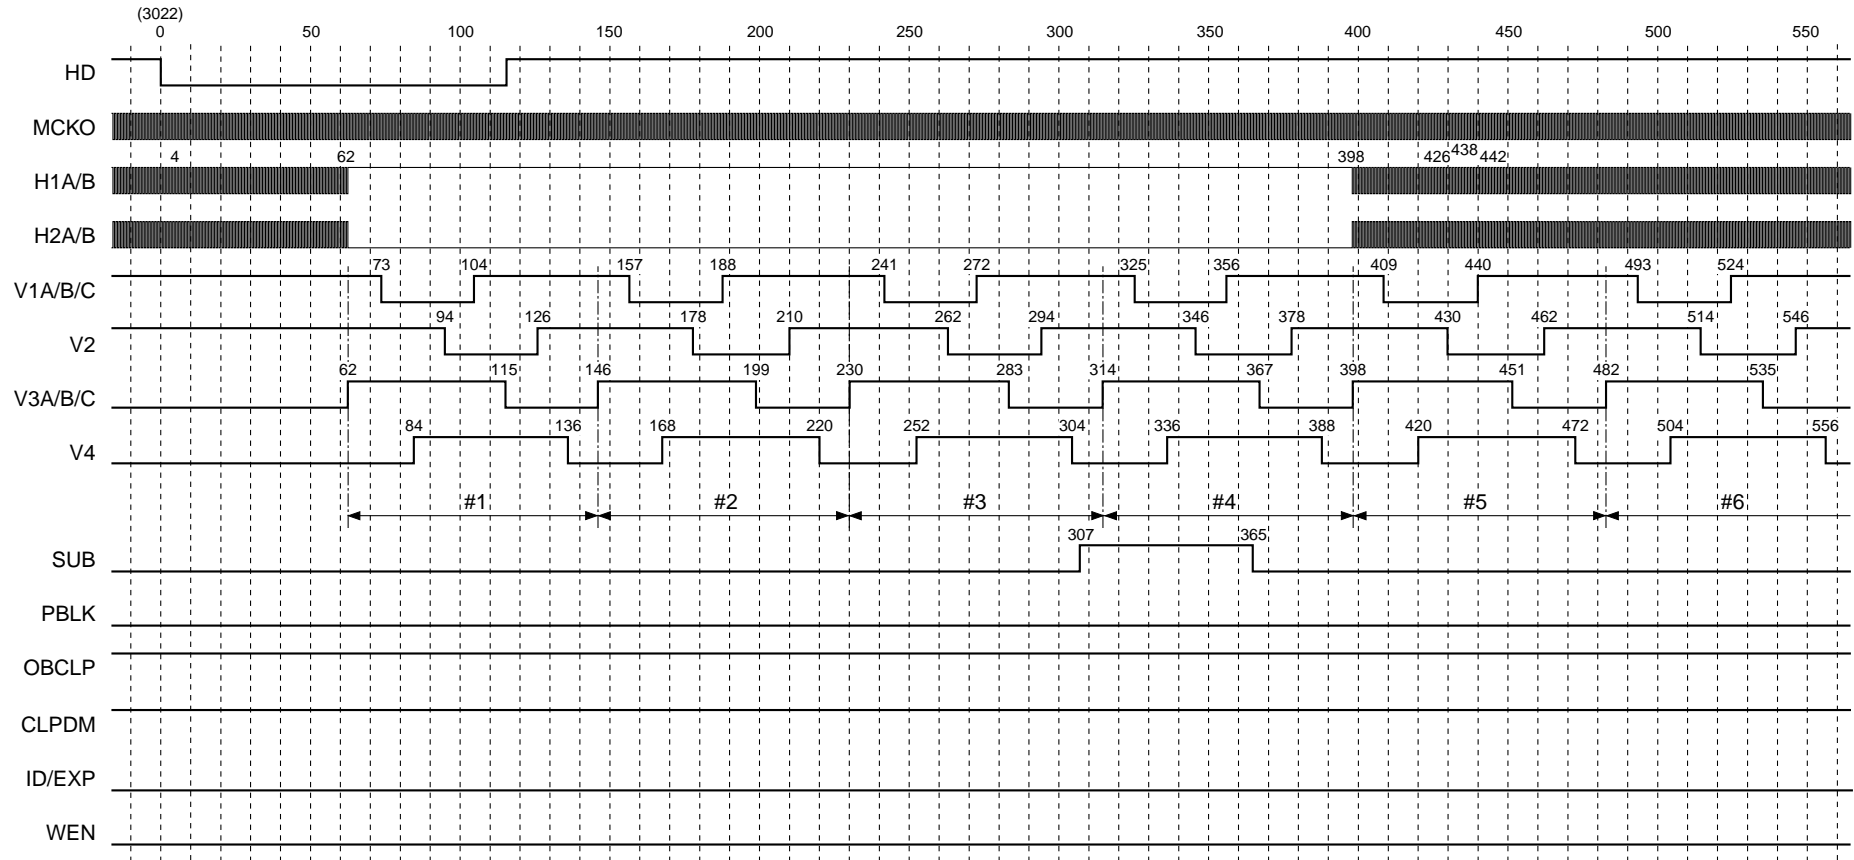 (3022)
0 50 100 150 200 250 300 350 400 450 500 550
HD
MCKO
4 62 398 426 438 442
H1A/B
H2A/B
73 104 157 188 241 272 325 356 409 440 493 524
V1A/B/C
94 126 178 210 262 294 346 378 430 462 514 546
V2
62 115 146 199 230 283 314 367 398 451 482 535
V3A/B/C
84 136 168 220 252 304 336 388 420 472 504 556
V4
#1 #2 #3 #4 #5 #6
307 365
SUB
PBLK
OBCLP
CLPDM
ID/EXP
WEN